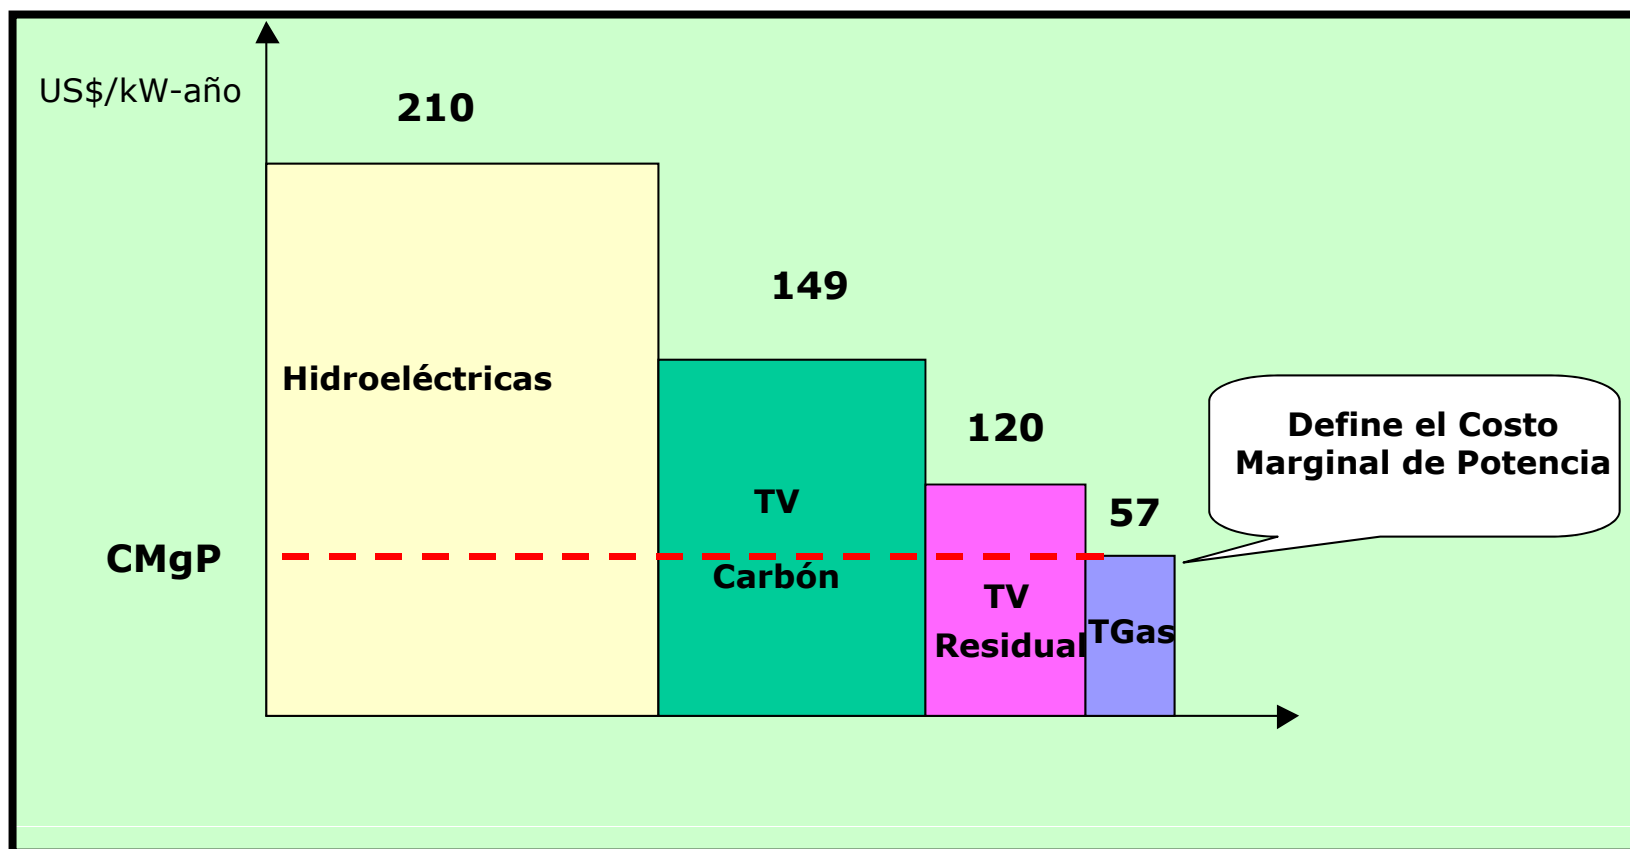 US$/kW-año
210
149
120
57
Hidroeléctricas
TV
Carbón
TV
Residual
TGas
CMgP
Define el Costo
Marginal de Potencia